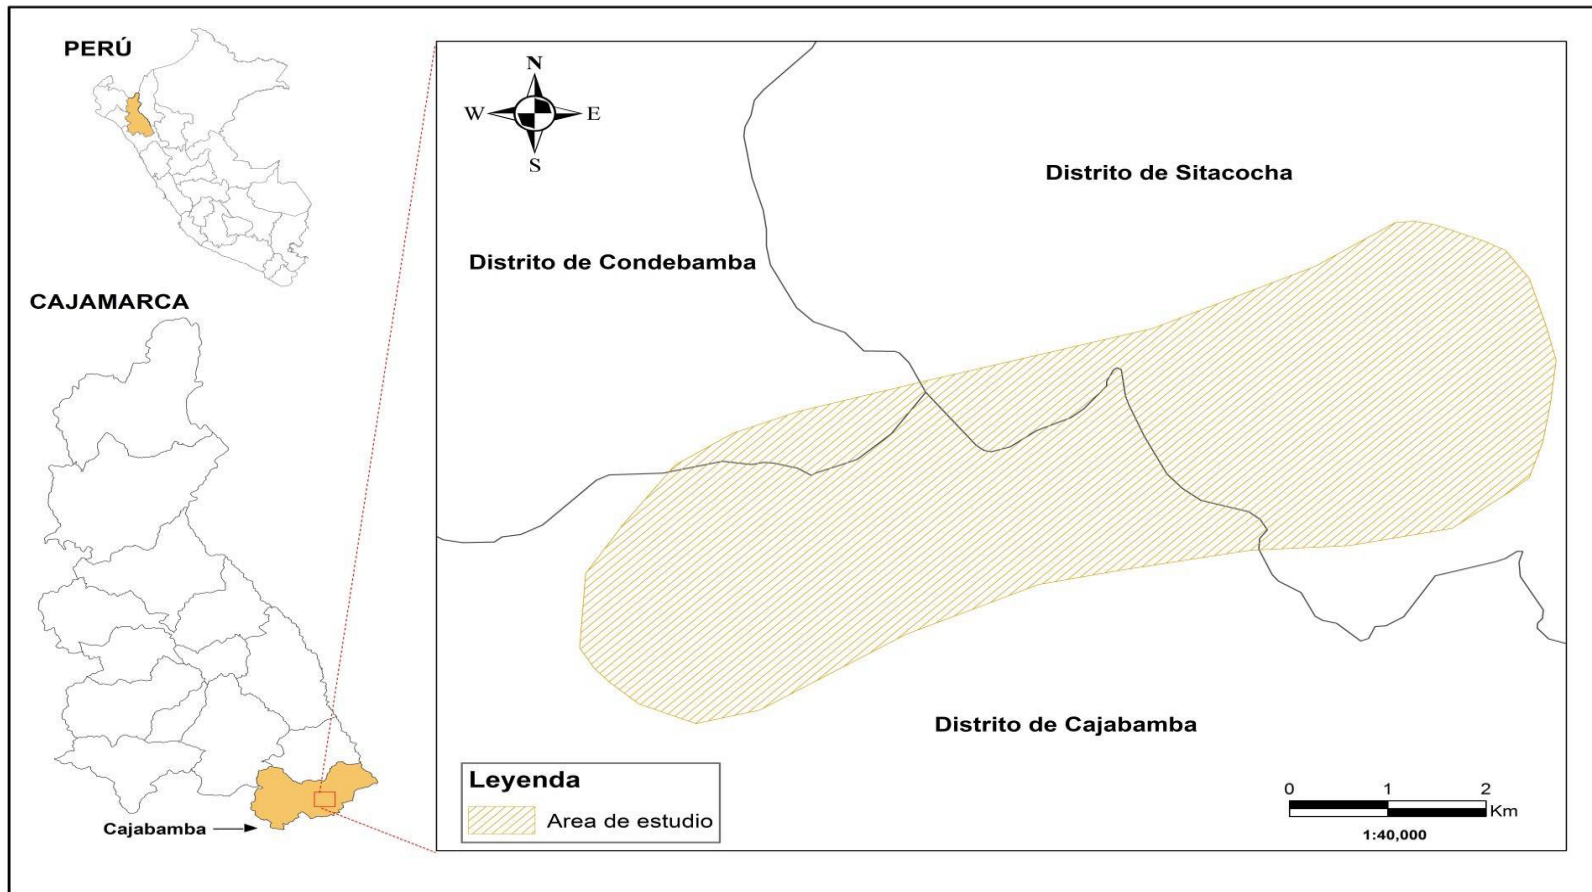 PERÚ
CAJAMARCA
Cajabamba
N
W E
S
Distrito de Sitacocha
Distrito de Condebamba
Distrito de Cajabamba
Leyenda
Area de estudio
0 1 2
Km
1:40,000